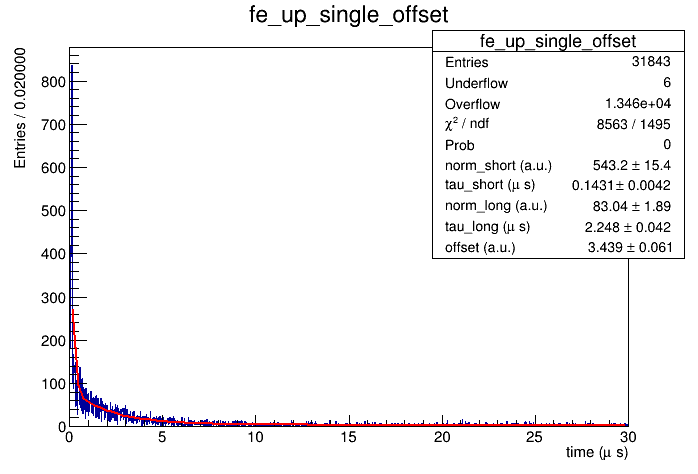 fe_up_single_offset
fe_up_single_offset
Entries 31843
Underflow 6
Overflow 1.346e+04
χ² / ndf 8563 / 1495
Prob 0
norm_short (a.u.) 543.2 ± 15.4
tau_short (μ s) 0.1431 ± 0.0042
norm_long (a.u.) 83.04 ± 1.89
tau_long (μ s) 2.248 ± 0.042
offset (a.u.) 3.439 ± 0.061
Entries / 0.020000
800
700
600
500
400
300
200
100
0
0 5 10 15 20 25 30
time (μ s)